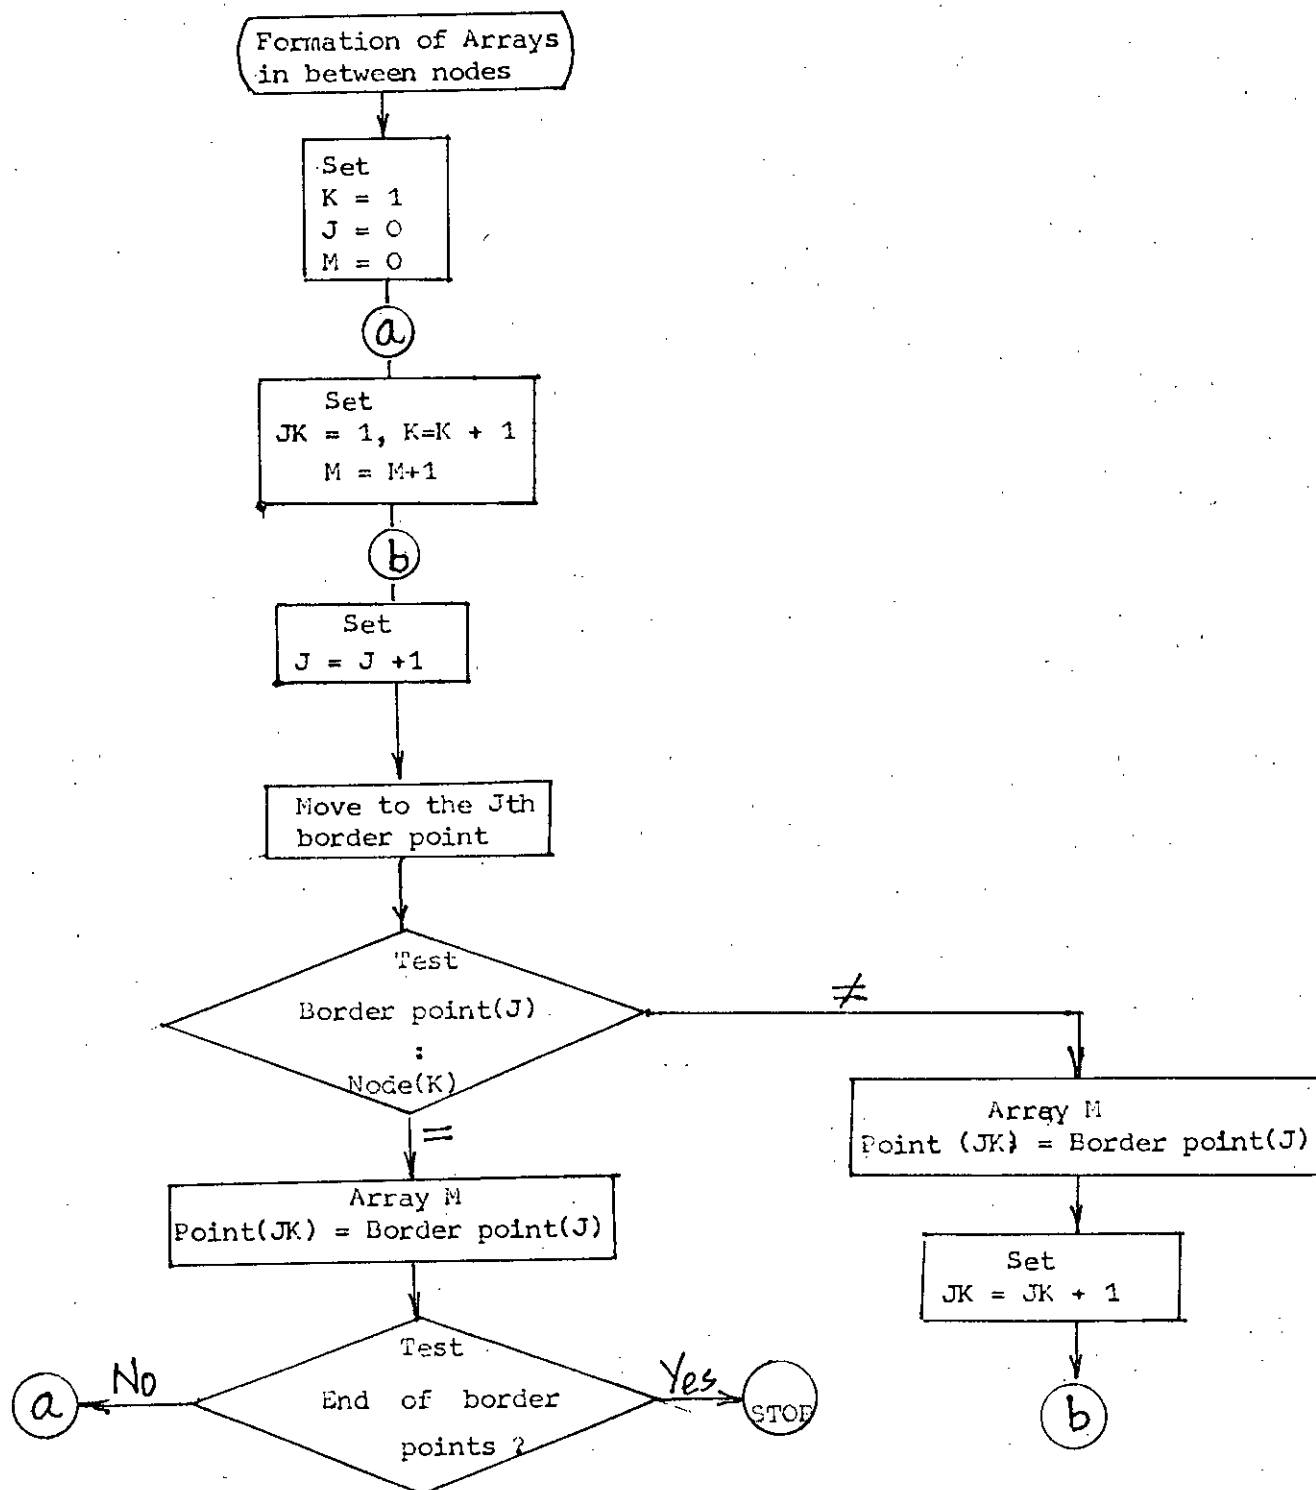 Formation of Arrays
in between nodes
Set
K = 1
J = 0
M = 0
a
Set
JK = 1, K=K + 1
M = M+1
b
Set
J = J +1
Move to the Jth
border point
Test
Border point(J)
:
Node(K)
≠
=
Array M
Point (JK) = Border point(J)
Array M
Point(JK) = Border point(J)
Set
JK = JK + 1
b
Test
End of border
points ?
No
a
Yes
STOP